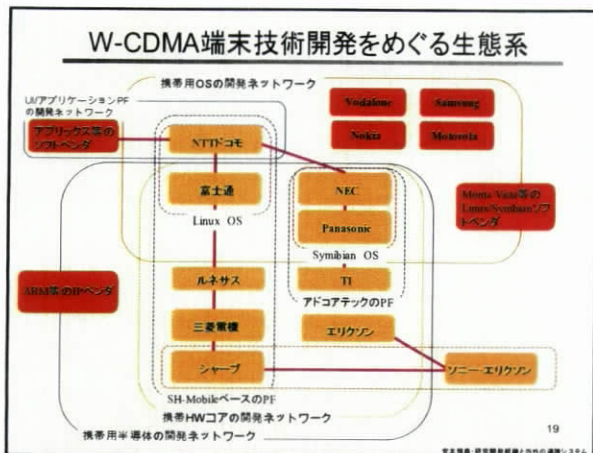 W-CDMA端末技術開発をめぐる生態系
携帯用OSの開発ネットワーク
UI/アプリケーションPF
の開発ネットワーク
アプリックス等の
ソフトベンダ
NTTドコモ
Vodafone
Samsung
Nokia
Motorola
富士通
Linux OS
NEC
Panasonic
Symibian OS
TI
アドコアテックのPF
Monta Vista等の
Linux/Symbianソフ
トベンダ
ARM等のIPベンダ
ルネサス
三菱電機
エリクソン
シャープ
ソニー・エリクソン
SH-MobileベースのPF
携帯HWコアの開発ネットワーク
携帯用半導体の開発ネットワーク
19